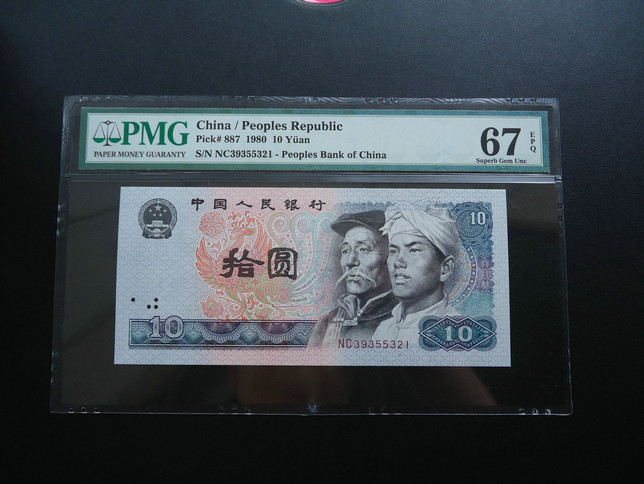 PMG
PAPER MONEY GUARANTY
China / Peoples Republic
Pick# 887 1980 10 Yüan
S/N NC39355321 - Peoples Bank of China
67 EPQ
Superb Gem Unc
中国人民银行
10
拾圆
10
NC39355321
10